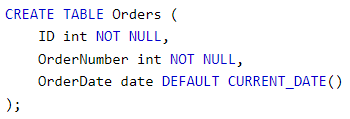 CREATE TABLE Orders (
    ID int NOT NULL,
    OrderNumber int NOT NULL,
    OrderDate date DEFAULT CURRENT_DATE()
);